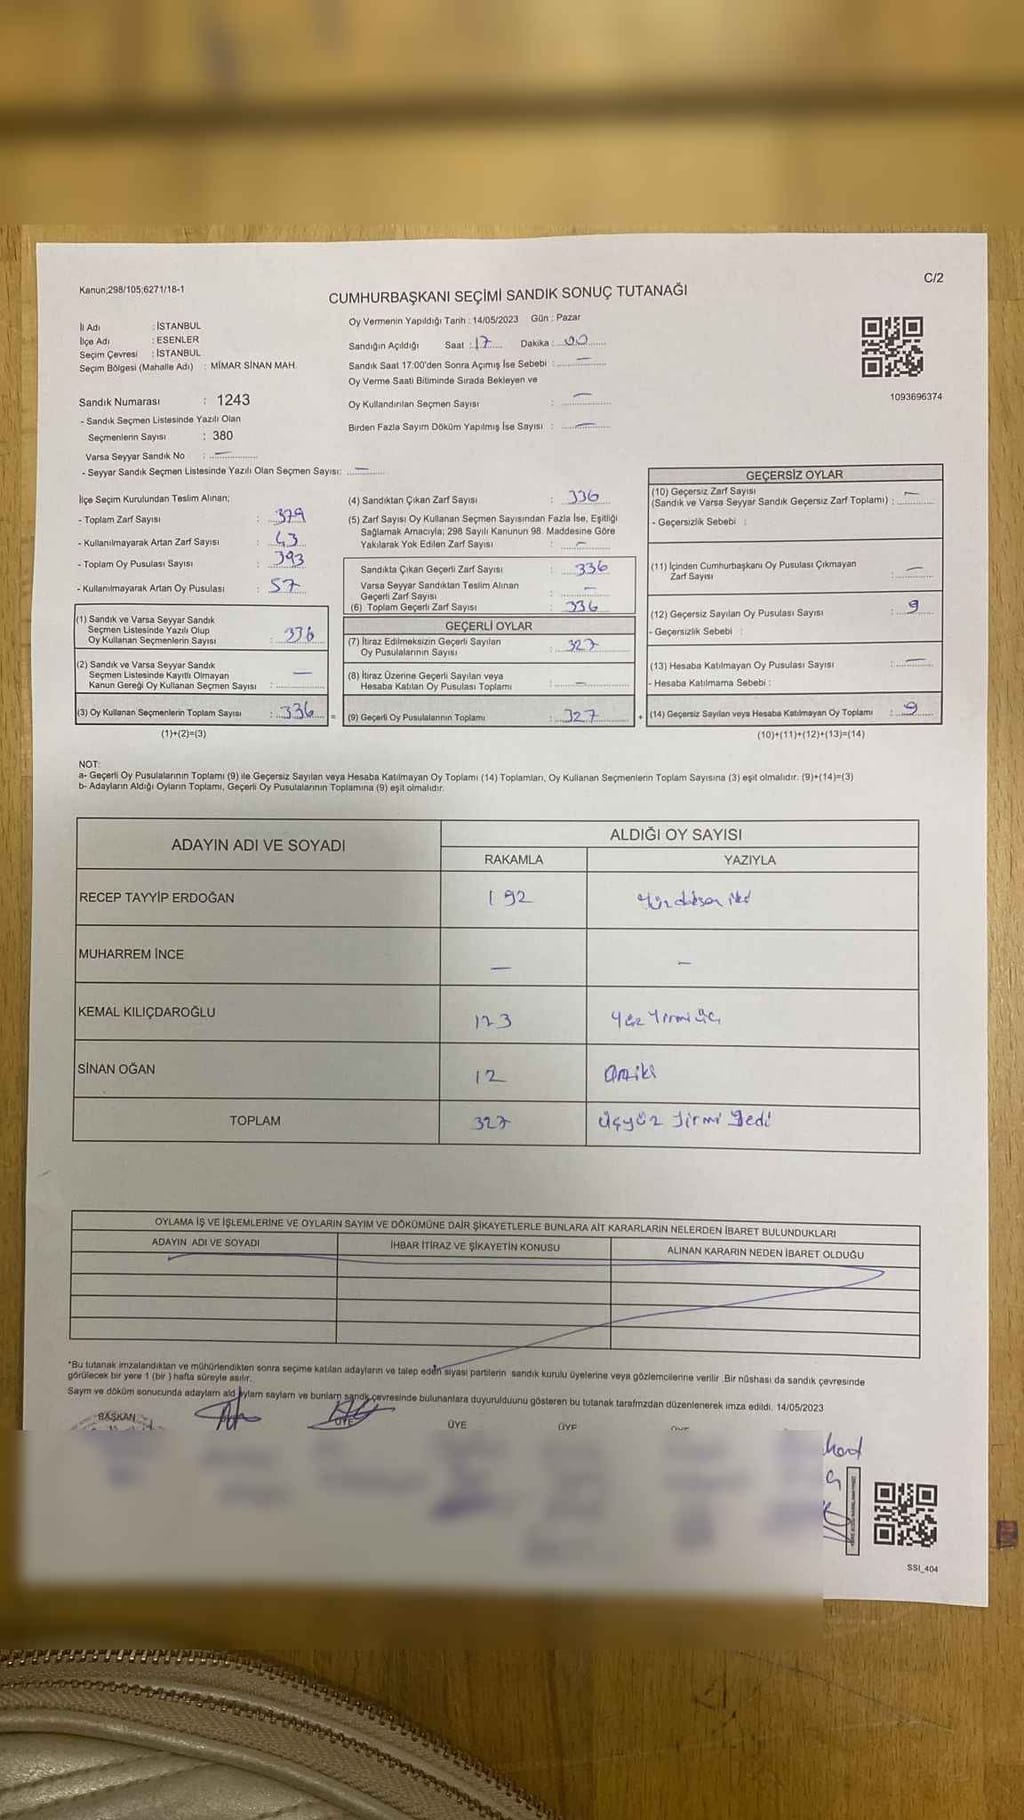 Kanun;298/105;6271/18-1
C/2
CUMHURBAŞKANI SEÇİMİ SANDIK SONUÇ TUTANAĞI
İl Adı : İSTANBUL
İlçe Adı : ESENLER
Seçim Çevresi : İSTANBUL
Seçim Bölgesi (Mahalle Adı) : MİMAR SİNAN MAH.
Sandık Numarası : 1243
- Sandık Seçmen Listesinde Yazılı Olan
Seçmenlerin Sayısı : 380
Varsa Seyyar Sandık No : —
- Seyyar Sandık Seçmen Listesinde Yazılı Olan Seçmen Sayısı: —
Oy Vermenin Yapıldığı Tarih : 14/05/2023 Gün : Pazar
Sandığın Açıldığı Saat : 17 Dakika : 00
Sandık Saat 17:00'den Sonra Açımış İse Sebebi : —
Oy Verme Saati Bitiminde Sırada Bekleyen ve
Oy Kullandırılan Seçmen Sayısı : —
Birden Fazla Sayım Döküm Yapılmış İse Sayısı : —
1093696374
İlçe Seçim Kurulundan Teslim Alınan;
- Toplam Zarf Sayısı : 379
- Kullanılmayarak Artan Zarf Sayısı : 43
- Toplam Oy Pusulası Sayısı : 393
- Kullanılmayarak Artan Oy Pusulası : 57
(1) Sandık ve Varsa Seyyar Sandık
Seçmen Listesinde Yazılı Olup
Oy Kullanan Seçmenlerin Sayısı : 336
(2) Sandık ve Varsa Seyyar Sandık
Seçmen Listesinde Kayıtlı Olmayan
Kanun Gereği Oy Kullanan Seçmen Sayısı : —
(3) Oy Kullanan Seçmenlerin Toplam Sayısı : 336
(1)+(2)=(3)
(4) Sandıktan Çıkan Zarf Sayısı : 336
(5) Zarf Sayısı Oy Kullanan Seçmen Sayısından Fazla İse, Eşitliği
Sağlamak Amacıyla; 298 Sayılı Kanunun 98. Maddesine Göre
Yakılarak Yok Edilen Zarf Sayısı : —
Sandıkta Çıkan Geçerli Zarf Sayısı : 336
Varsa Seyyar Sandıktan Teslim Alınan
Geçerli Zarf Sayısı : —
(6) Toplam Geçerli Zarf Sayısı : 336
GEÇERLİ OYLAR
(7) İtiraz Edilmeksizin Geçerli Sayılan
Oy Pusulalarının Sayısı : 327
(8) İtiraz Üzerine Geçerli Sayılan veya
Hesaba Katılan Oy Pusulası Toplamı : —
= (9) Geçerli Oy Pusulalarının Toplamı : 327 +
GEÇERSİZ OYLAR
(10) Geçersiz Zarf Sayısı
(Sandık ve Varsa Seyyar Sandık Geçersiz Zarf Toplamı) : —
- Geçersizlik Sebebi :
(11) İçinden Cumhurbaşkanı Oy Pusulası Çıkmayan
Zarf Sayısı : —
(12) Geçersiz Sayılan Oy Pusulası Sayısı : 9
- Geçersizlik Sebebi :
(13) Hesaba Katılmayan Oy Pusulası Sayısı : —
- Hesaba Katılmama Sebebi :
(14) Geçersiz Sayılan veya Hesaba Katılmayan Oy Toplamı : 9
(10)+(11)+(12)+(13)=(14)
NOT:
a- Geçerli Oy Pusulalarının Toplamı (9) ile Geçersiz Sayılan veya Hesaba Katılmayan Oy Toplamı (14) Toplamları, Oy Kullanan Seçmenlerin Toplam Sayısına (3) eşit olmalıdır. (9)+(14)=(3)
b- Adayların Aldığı Oyların Toplamı, Geçerli Oy Pusulalarının Toplamına (9) eşit olmalıdır.
ADAYIN ADI VE SOYADI
ALDIĞI OY SAYISI
RAKAMLA YAZIYLA
RECEP TAYYİP ERDOĞAN 192
MUHARREM İNCE — —
KEMAL KILIÇDAROĞLU 123 Yüz Yirmi üç
SİNAN OĞAN 12 Oniki
TOPLAM 327 Üçyüz Yirmi Yedi
OYLAMA İŞ VE İŞLEMLERİNE VE OYLARIN SAYIM VE DÖKÜMÜNE DAİR ŞİKAYETLERLE BUNLARA AİT KARARLARIN NELERDEN İBARET BULUNDUKLARI
ADAYIN ADI VE SOYADI İHBAR İTİRAZ VE ŞİKAYETİN KONUSU ALINAN KARARIN NEDEN İBARET OLDUĞU
*Bu tutanak imzalandıktan ve mühürlendikten sonra seçime katılan adayların ve talep eden siyasi partilerin sandık kurulu üyelerine veya gözlemcilerine verilir .Bir nüshası da sandık çevresinde
görülecek bir yere 1 (bir ) hafta süreyle asılır.
Sayım ve döküm sonucunda adayların ald oyların sayların ve bunların sandık çevresinde bulunanlara duyurulduunu gösteren bu tutanak tarafmzdan düzenlenerek imza edildi. 14/05/2023
BAŞKAN ÜYE ÜYE ÜYE
SSI_404